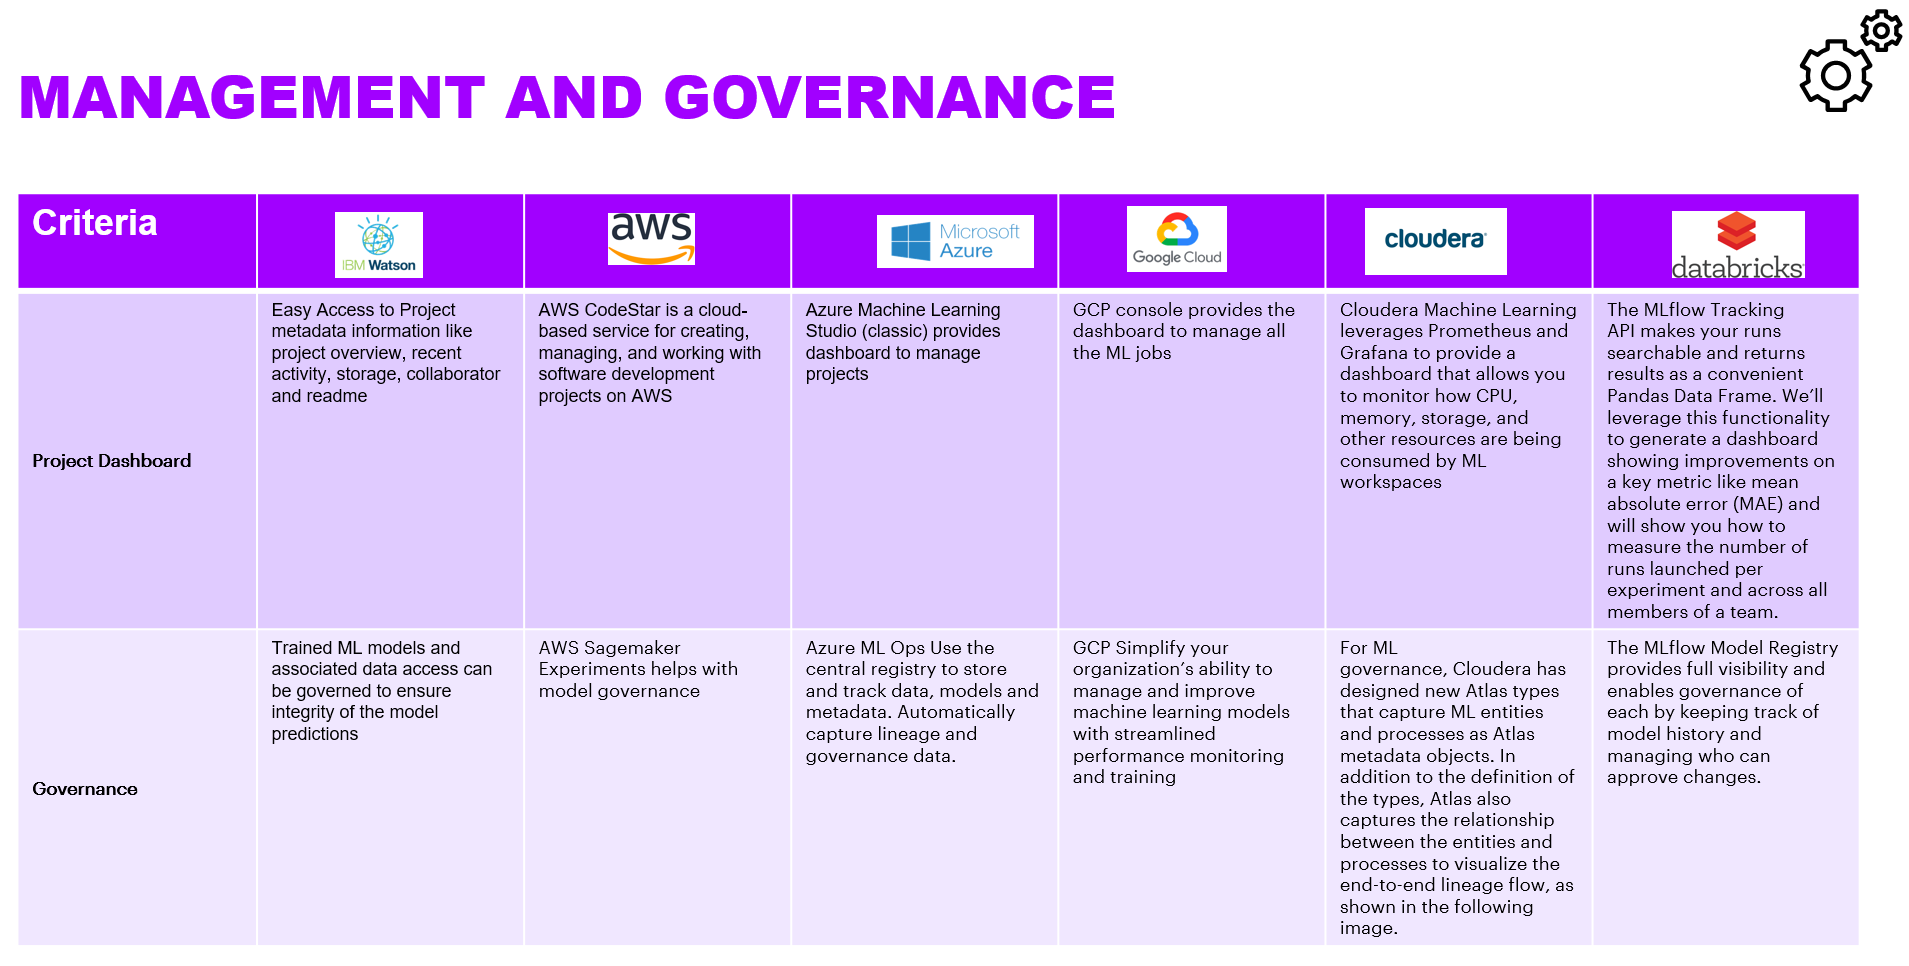 MANAGEMENT AND GOVERNANCE
Criteria
IBM Watson
aws
Microsoft
Azure
Google Cloud
cloudera
databricks
Project Dashboard
Easy Access to Project
metadata information like
project overview, recent
activity, storage, collaborator
and readme
AWS CodeStar is a cloud-
based service for creating,
managing, and working with
software development
projects on AWS
Azure Machine Learning
Studio (classic) provides
dashboard to manage
projects
GCP console provides the
dashboard to manage all
the ML jobs
Cloudera Machine Learning
leverages Prometheus and
Grafana to provide a
dashboard that allows you
to monitor how CPU,
memory, storage, and
other resources are being
consumed by ML
workspaces
The MLflow Tracking
API makes your runs
searchable and returns
results as a convenient
Pandas Data Frame. We’ll
leverage this functionality
to generate a dashboard
showing improvements on
a key metric like mean
absolute error (MAE) and
will show you how to
measure the number of
runs launched per
experiment and across all
members of a team.
Governance
Trained ML models and
associated data access can
be governed to ensure
integrity of the model
predictions
AWS Sagemaker
Experiments helps with
model governance
Azure ML Ops Use the
central registry to store
and track data, models and
metadata. Automatically
capture lineage and
governance data.
GCP Simplify your
organization’s ability to
manage and improve
machine learning models
with streamlined
performance monitoring
and training
For ML
governance, Cloudera has
designed new Atlas types
that capture ML entities
and processes as Atlas
metadata objects. In
addition to the definition of
the types, Atlas also
captures the relationship
between the entities and
processes to visualize the
end-to-end lineage flow, as
shown in the following
image.
The MLflow Model Registry
provides full visibility and
enables governance of
each by keeping track of
model history and
managing who can
approve changes.